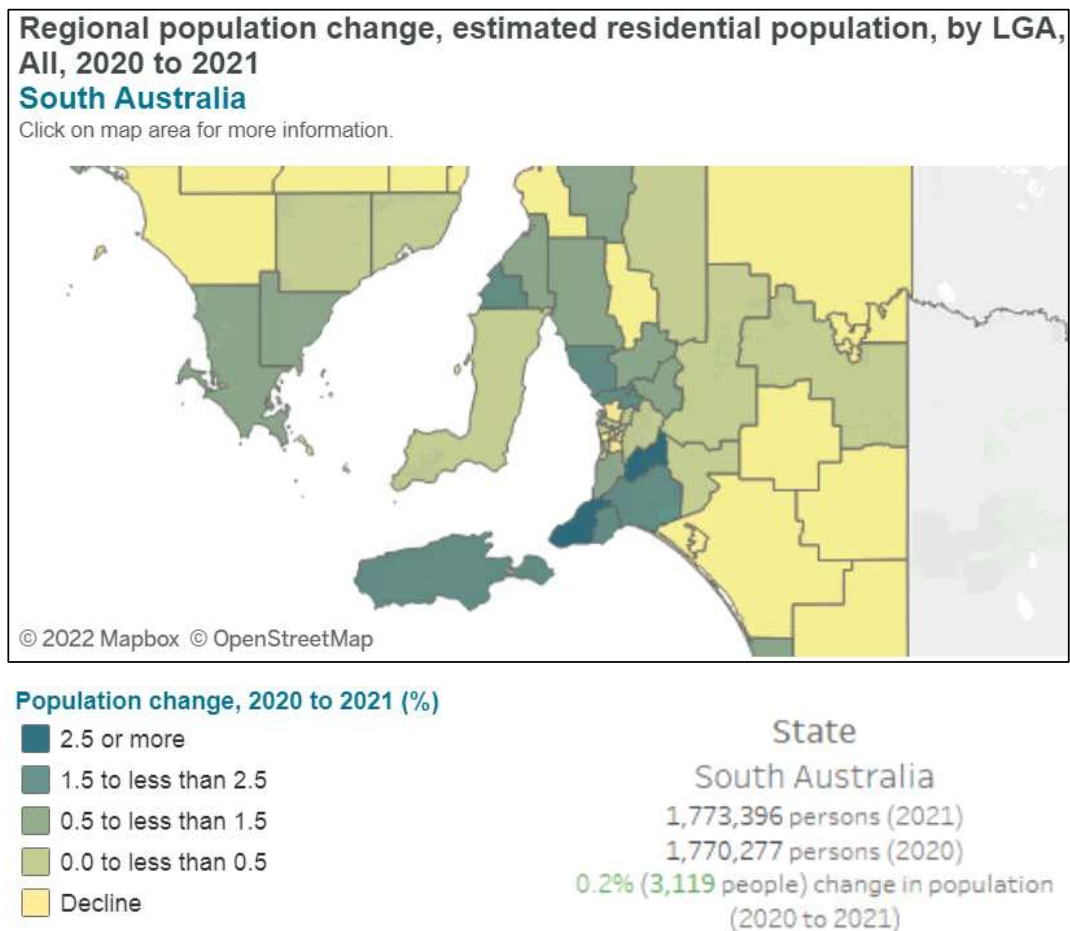 Regional population change, estimated residential population, by LGA,
All, 2020 to 2021
South Australia
Click on map area for more information.
© 2022 Mapbox © OpenStreetMap
Population change, 2020 to 2021 (%)
2.5 or more
1.5 to less than 2.5
0.5 to less than 1.5
0.0 to less than 0.5
Decline
State
South Australia
1,773,396 persons (2021)
1,770,277 persons (2020)
0.2% (3,119 people) change in population
(2020 to 2021)